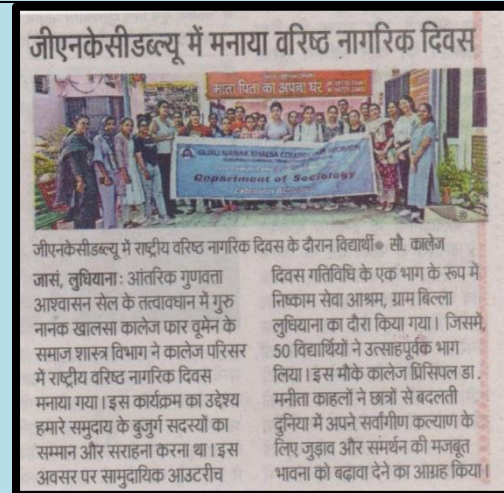 जीएनकेसीडब्ल्यू में मनाया वरिष्ठ नागरिक दिवस
माता पिता का अपना घर
GURU NANAK KHALSA COLLEGE FOR WOMEN
Department of Sociology
जीएनकेसीडब्ल्यू में राष्ट्रीय वरिष्ठ नागरिक दिवस के दौरान विद्यार्थी● सौ. कालेज
जासं, लुधियाना : आंतरिक गुणवत्ता
आश्वासन सेल के तत्वावधान में गुरु
नानक खालसा कालेज फार वूमेन के
समाज शास्त्र विभाग ने कालेज परिसर
में राष्ट्रीय वरिष्ठ नागरिक दिवस
मनाया गया। इस कार्यक्रम का उद्देश्य
हमारे समुदाय के बुजुर्ग सदस्यों का
सम्मान और सराहना करना था। इस
अवसर पर सामुदायिक आउटरीच
दिवस गतिविधि के एक भाग के रूप में
निष्काम सेवा आश्रम, ग्राम बिल्ला
लुधियाना का दौरा किया गया। जिसमें,
50 विद्यार्थियों ने उत्साहपूर्वक भाग
लिया। इस मौके कालेज प्रिंसिपल डा.
मनीता काहलों ने छात्रों से बदलती
दुनिया में अपने सर्वांगीण कल्याण के
लिए जुड़ाव और समर्थन की मजबूत
भावना को बढ़ावा देने का आग्रह किया।